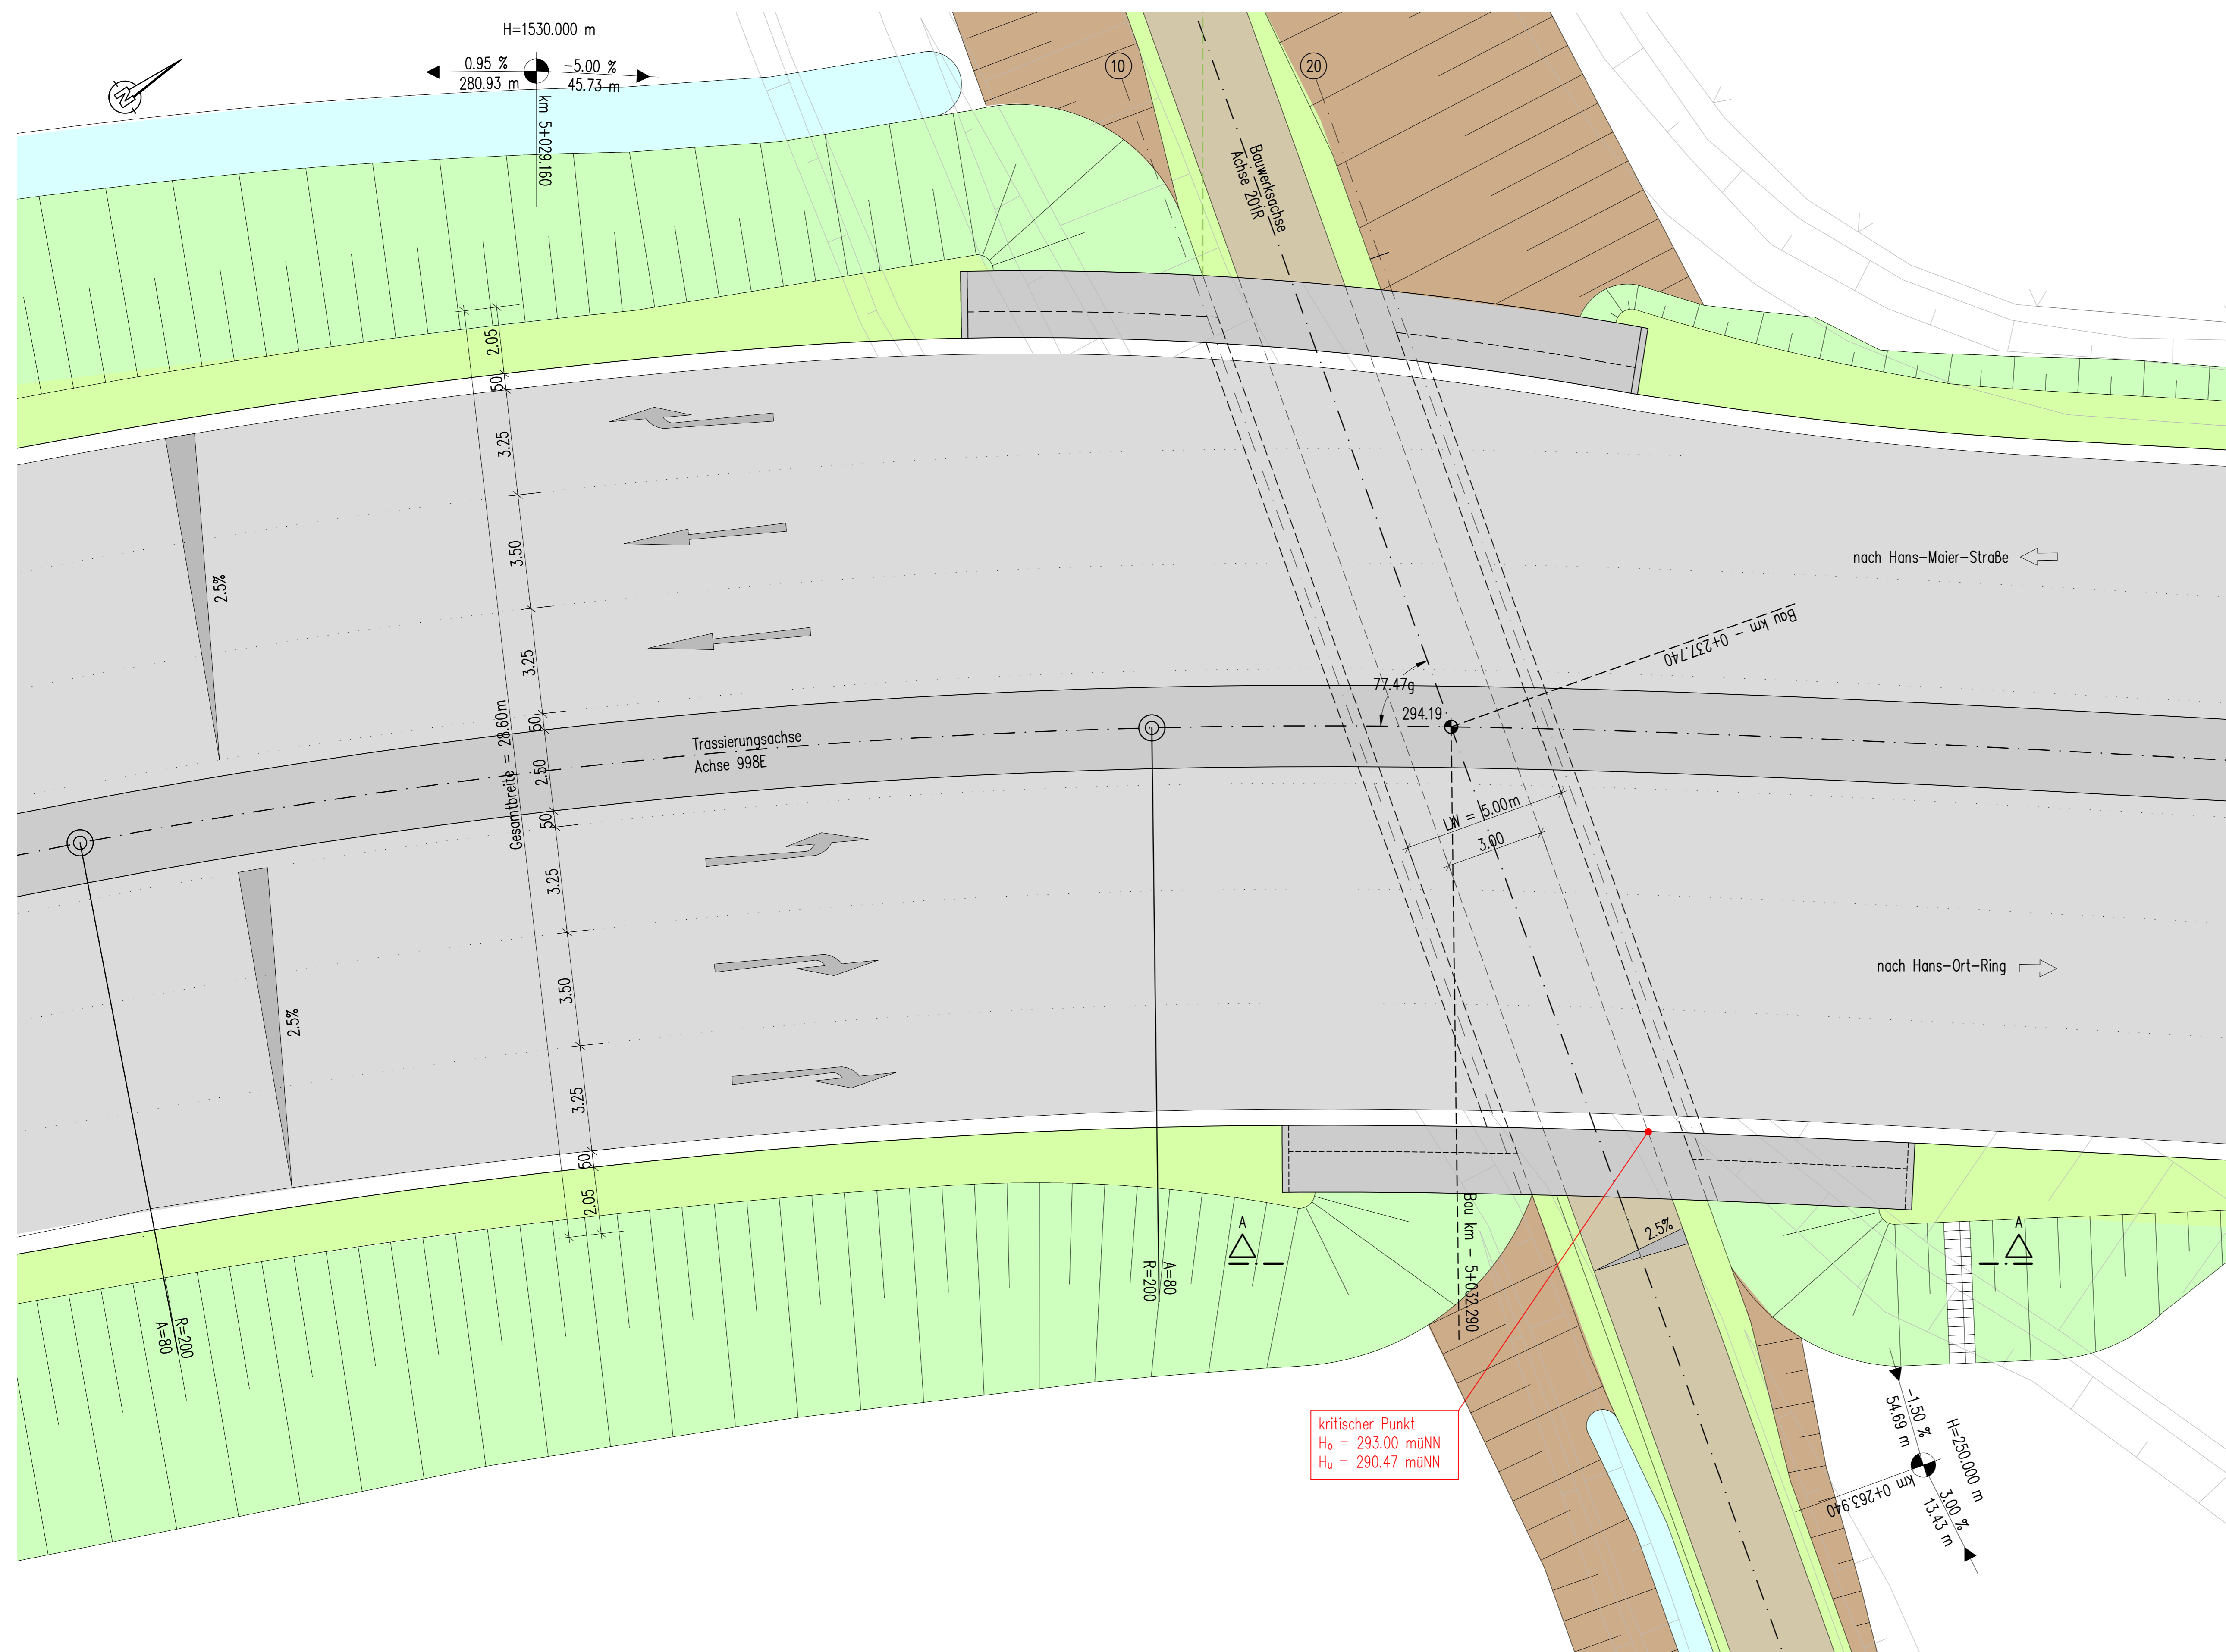 H=1530.000 m
0.95 %
-5.00 %
280.93 m
45.73 m
km 5+029.160
N
10
20
Bauwerksachse
Achse 201R
2.05
50
3.25
3.50
3.25
50
2.50
50
3.25
3.50
3.25
50
2.05
Gesamtbreite = 28.60m
2.5%
2.5%
Trassierungsachse
Achse 998E
77.47g
294.19
nach Hans-Maier-Straße
Bau km - 0+237.740
LW = 5.00m
3.00
nach Hans-Ort-Ring
A
A
2.5%
R=200
A=80
R=200
A=80
Bau km - 5+032.290
kritischer Punkt
Hₒ = 293.00 müNN
Hᵤ = 290.47 müNN
-1.50 %
54.69 m
H=250.000 m
km 0+263.940
3.00 %
13.43 m